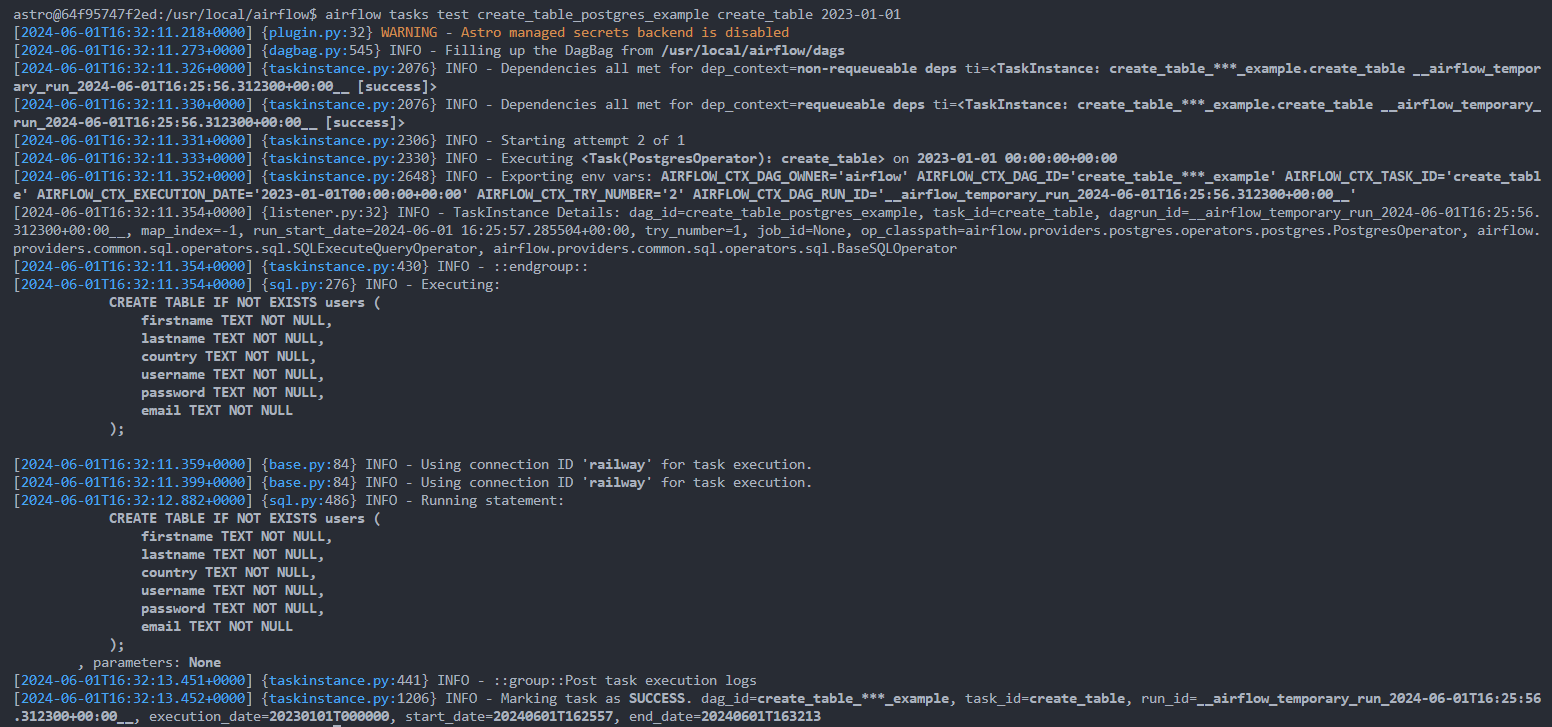 astro@64f95747f2ed:/usr/local/airflow$ airflow tasks test create_table_postgres_example create_table 2023-01-01
[2024-06-01T16:32:11.218+0000] {plugin.py:32} WARNING - Astro managed secrets backend is disabled
[2024-06-01T16:32:11.273+0000] {dagbag.py:545} INFO - Filling up the DagBag from /usr/local/airflow/dags
[2024-06-01T16:32:11.326+0000] {taskinstance.py:2076} INFO - Dependencies all met for dep_context=non-requeueable deps ti=<TaskInstance: create_table_***_example.create_table __airflow_tempor
ary_run_2024-06-01T16:25:56.312300+00:00__ [success]>
[2024-06-01T16:32:11.330+0000] {taskinstance.py:2076} INFO - Dependencies all met for dep_context=requeueable deps ti=<TaskInstance: create_table_***_example.create_table __airflow_temporary_
run_2024-06-01T16:25:56.312300+00:00__ [success]>
[2024-06-01T16:32:11.331+0000] {taskinstance.py:2306} INFO - Starting attempt 2 of 1
[2024-06-01T16:32:11.333+0000] {taskinstance.py:2330} INFO - Executing <Task(PostgresOperator): create_table> on 2023-01-01 00:00:00+00:00
[2024-06-01T16:32:11.352+0000] {taskinstance.py:2648} INFO - Exporting env vars: AIRFLOW_CTX_DAG_OWNER='airflow' AIRFLOW_CTX_DAG_ID='create_table_***_example' AIRFLOW_CTX_TASK_ID='create_tabl
e' AIRFLOW_CTX_EXECUTION_DATE='2023-01-01T00:00:00+00:00' AIRFLOW_CTX_TRY_NUMBER='2' AIRFLOW_CTX_DAG_RUN_ID='__airflow_temporary_run_2024-06-01T16:25:56.312300+00:00__'
[2024-06-01T16:32:11.354+0000] {listener.py:32} INFO - TaskInstance Details: dag_id=create_table_postgres_example, task_id=create_table, dagrun_id=__airflow_temporary_run_2024-06-01T16:25:56.
312300+00:00__, map_index=-1, run_start_date=2024-06-01 16:25:57.285504+00:00, try_number=1, job_id=None, op_classpath=airflow.providers.postgres.operators.postgres.PostgresOperator, airflow.
providers.common.sql.operators.sql.SQLExecuteQueryOperator, airflow.providers.common.sql.operators.sql.BaseSQLOperator
[2024-06-01T16:32:11.354+0000] {taskinstance.py:430} INFO - ::endgroup::
[2024-06-01T16:32:11.354+0000] {sql.py:276} INFO - Executing:
CREATE TABLE IF NOT EXISTS users (
firstname TEXT NOT NULL,
lastname TEXT NOT NULL,
country TEXT NOT NULL,
username TEXT NOT NULL,
password TEXT NOT NULL,
email TEXT NOT NULL
);
[2024-06-01T16:32:11.359+0000] {base.py:84} INFO - Using connection ID 'railway' for task execution.
[2024-06-01T16:32:11.399+0000] {base.py:84} INFO - Using connection ID 'railway' for task execution.
[2024-06-01T16:32:12.882+0000] {sql.py:486} INFO - Running statement:
CREATE TABLE IF NOT EXISTS users (
firstname TEXT NOT NULL,
lastname TEXT NOT NULL,
country TEXT NOT NULL,
username TEXT NOT NULL,
password TEXT NOT NULL,
email TEXT NOT NULL
);
, parameters: None
[2024-06-01T16:32:13.451+0000] {taskinstance.py:441} INFO - ::group::Post task execution logs
[2024-06-01T16:32:13.452+0000] {taskinstance.py:1206} INFO - Marking task as SUCCESS. dag_id=create_table_***_example, task_id=create_table, run_id=__airflow_temporary_run_2024-06-01T16:25:56
.312300+00:00__, execution_date=20230101T000000, start_date=20240601T162557, end_date=20240601T163213